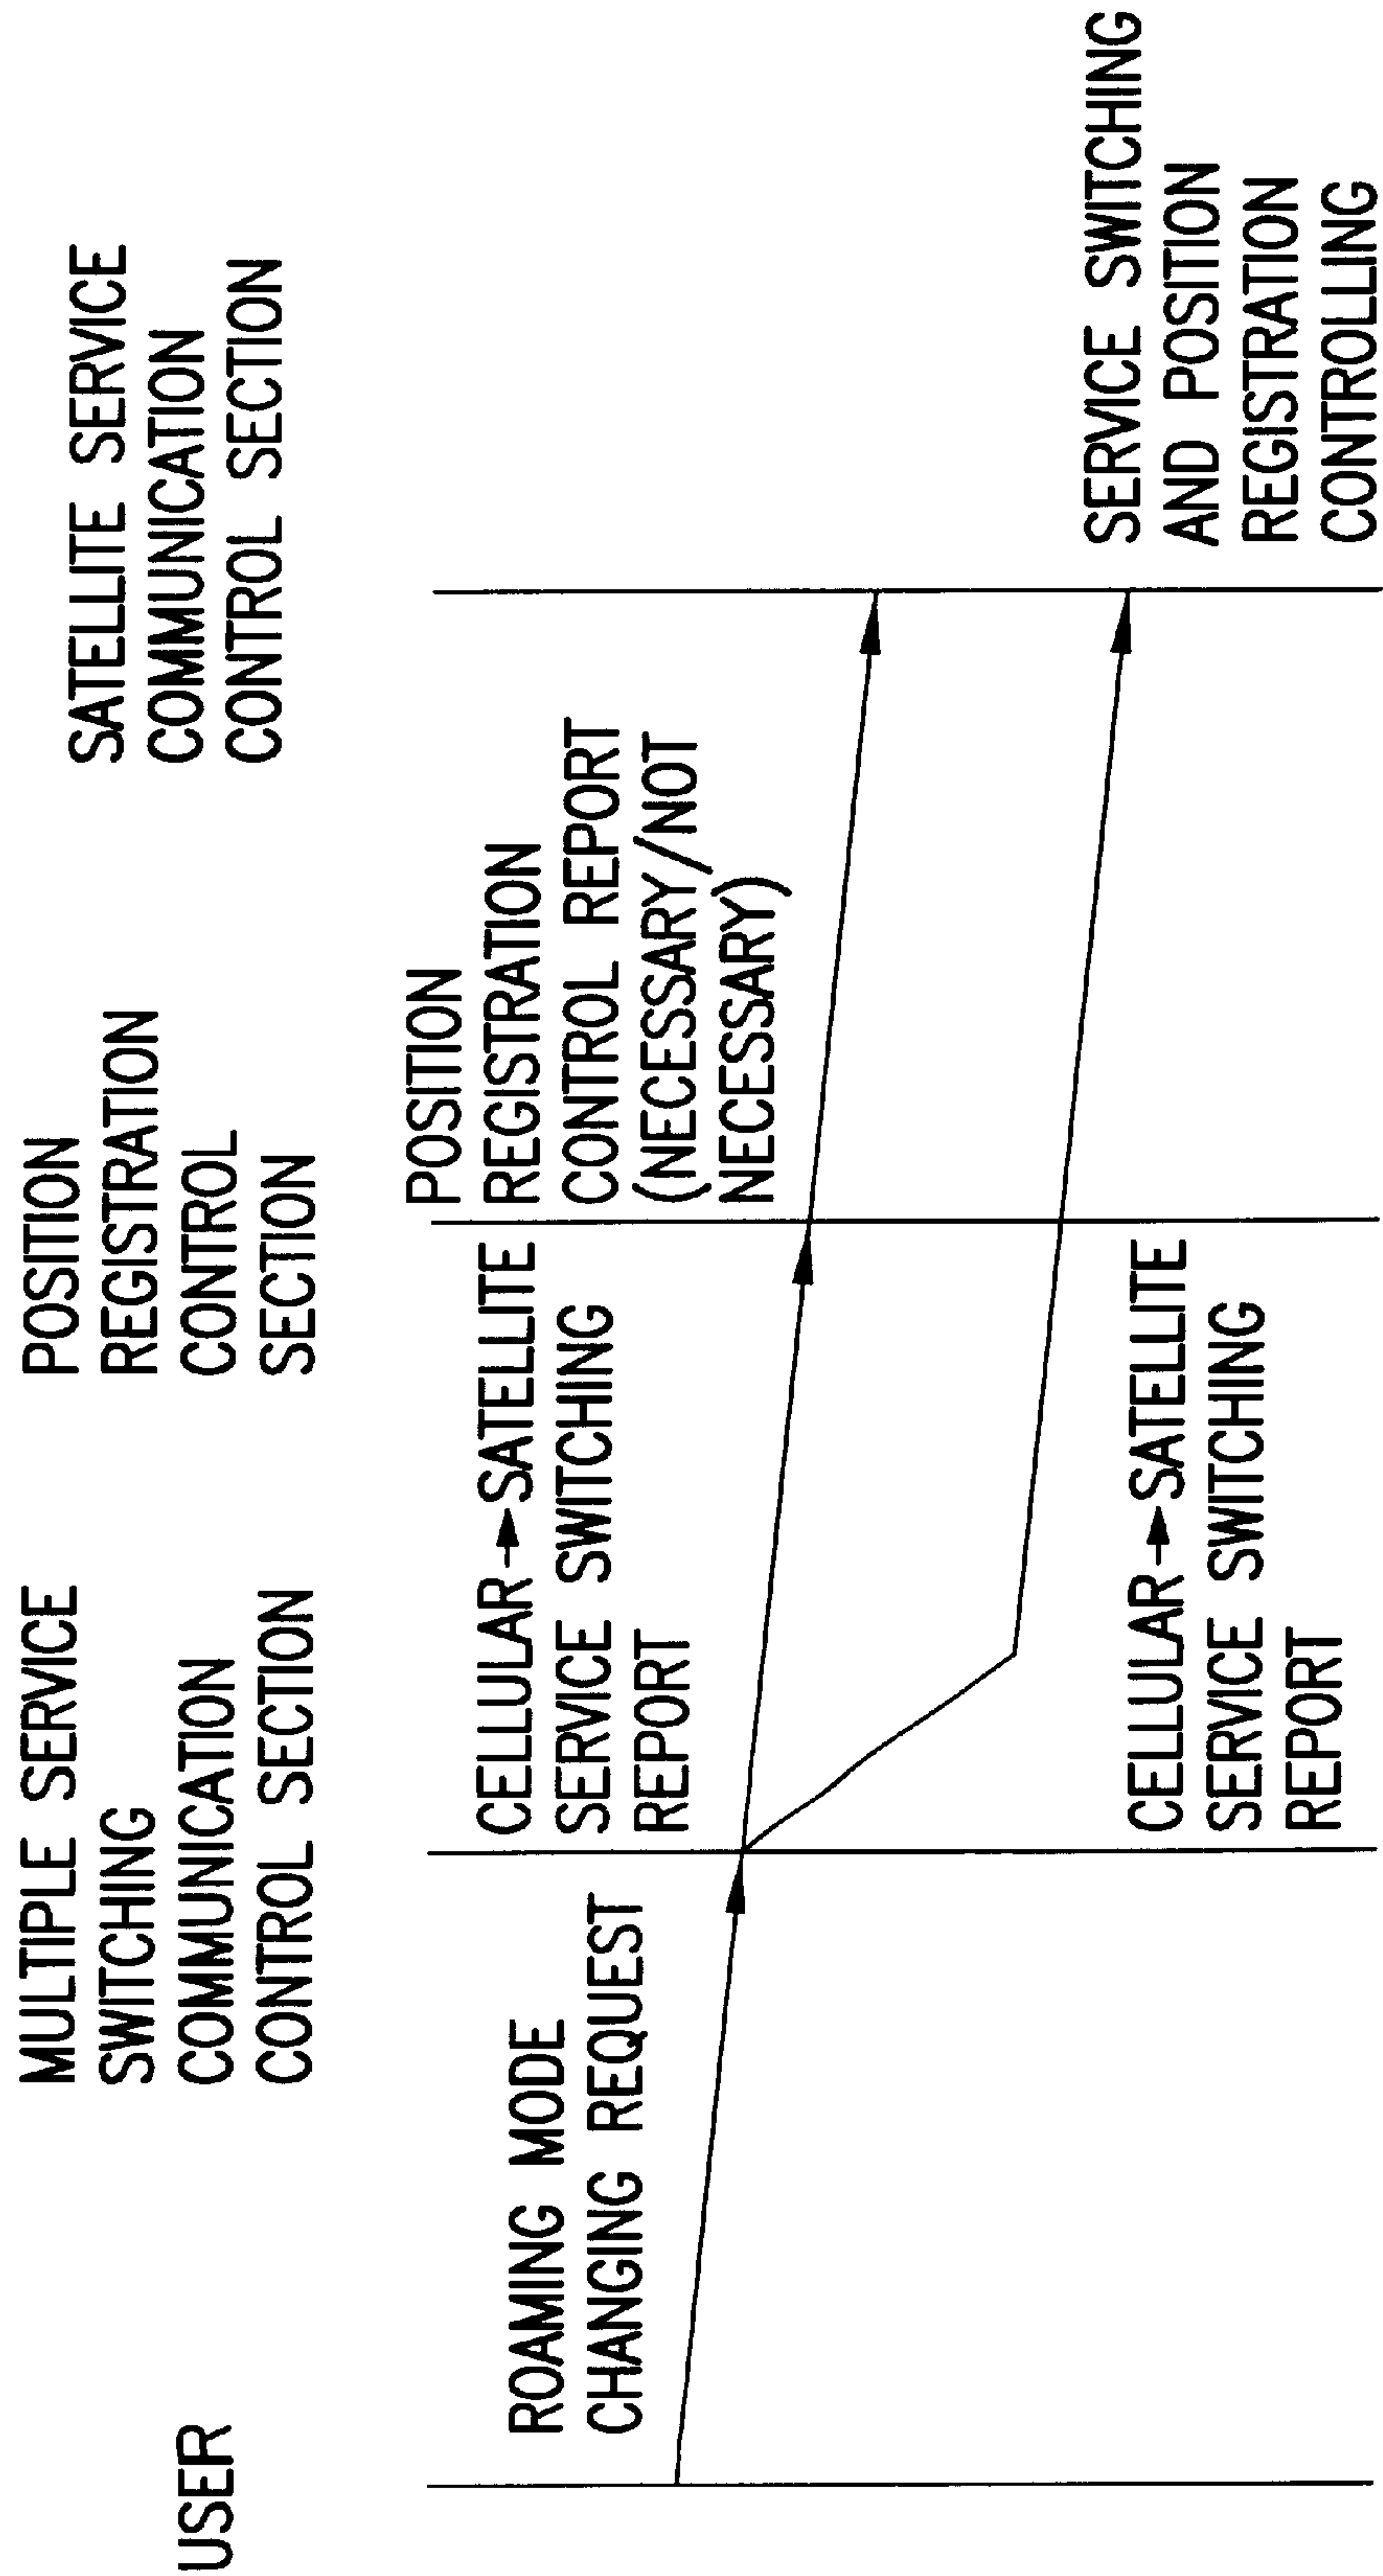 USER
MULTIPLE SERVICE
SWITCHING
COMMUNICATION
CONTROL SECTION
POSITION
REGISTRATION
CONTROL
SECTION
SATELLITE SERVICE
COMMUNICATION
CONTROL SECTION
ROAMING MODE
CHANGING REQUEST
CELLULAR→SATELLITE
SERVICE SWITCHING
REPORT
POSITION
REGISTRATION
CONTROL REPORT
(NECESSARY/NOT
NECESSARY)
CELLULAR→SATELLITE
SERVICE SWITCHING
REPORT
SERVICE SWITCHING
AND POSITION
REGISTRATION
CONTROLLING